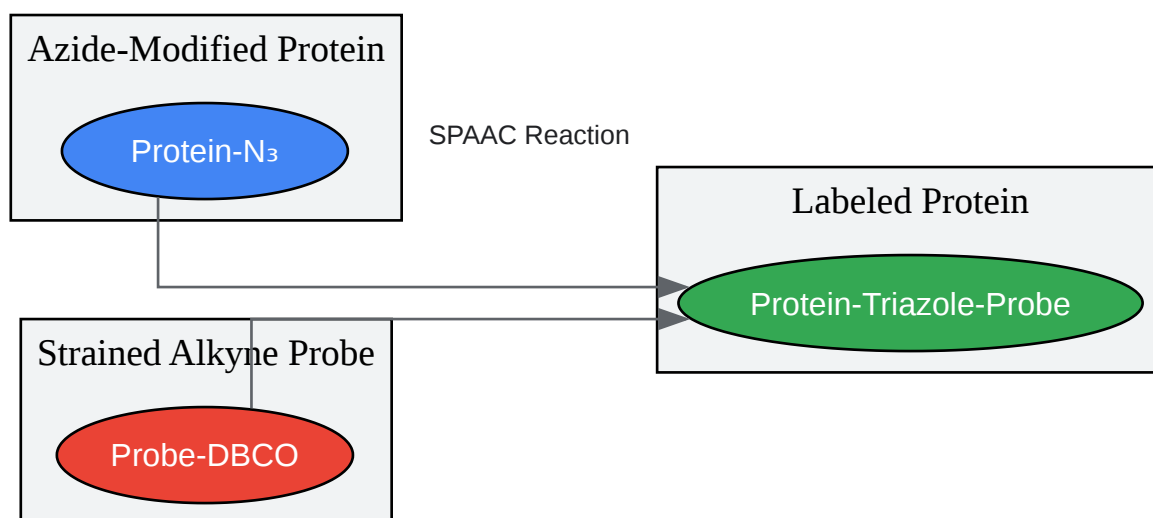 Azide-Modified Protein
Protein-N₃
SPAAC Reaction
Labeled Protein
Protein-Triazole-Probe
Strained Alkyne Probe
Probe-DBCO